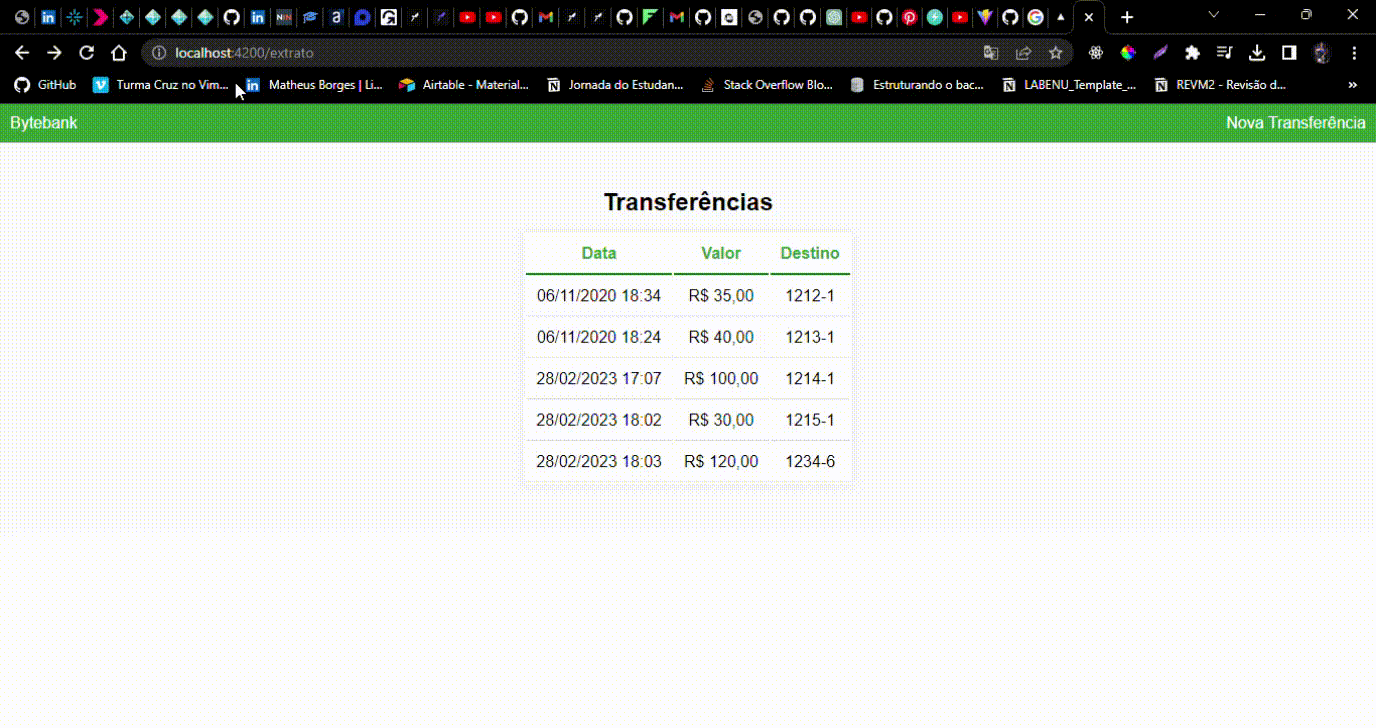 localhost:4200/extrato
GitHub Turma Cruz no Vim... Matheus Borges | Li... Airtable - Material... Jornada do Estudan... Stack Overflow Blo... Estruturando o bac... LABENU_Template_... REVM2 - Revisão d... »
Bytebank Nova Transferência
Transferências
Data Valor Destino
06/11/2020 18:34 R$ 35,00 1212-1
06/11/2020 18:24 R$ 40,00 1213-1
28/02/2023 17:07 R$ 100,00 1214-1
28/02/2023 18:02 R$ 30,00 1215-1
28/02/2023 18:03 R$ 120,00 1234-6